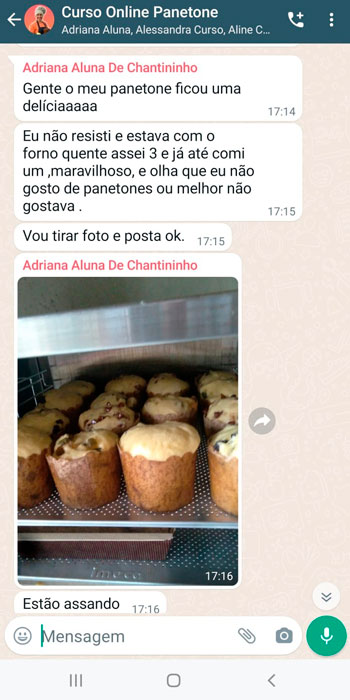 Curso Online Panetone
Adriana Aluna, Alessandra Curso, Aline C...
Adriana Aluna De Chantininho
Gente o meu panetone ficou uma
delíciaaaaa
17:14
Eu não resisti e estava com o
forno quente assei 3 e já até comi
um ,maravilhoso, e olha que eu não
gosto de panetones ou melhor não
gostava .
17:15
Vou tirar foto e posta ok.
17:15
Adriana Aluna De Chantininho
17:16
Estão assando
17:16
Mensagem